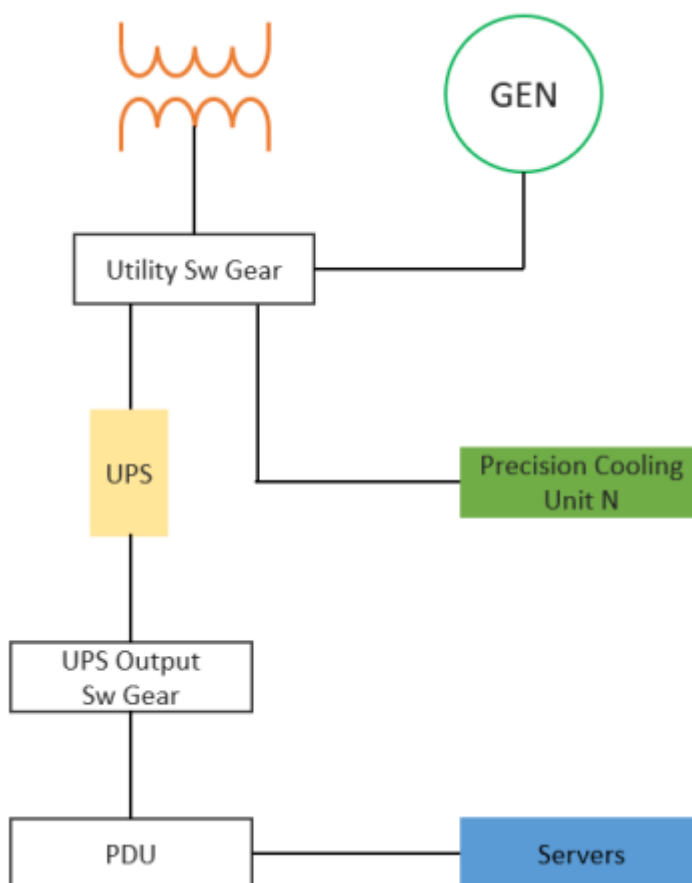 GEN
Utility Sw Gear
UPS
Precision Cooling
Unit N
UPS Output
Sw Gear
PDU
Servers